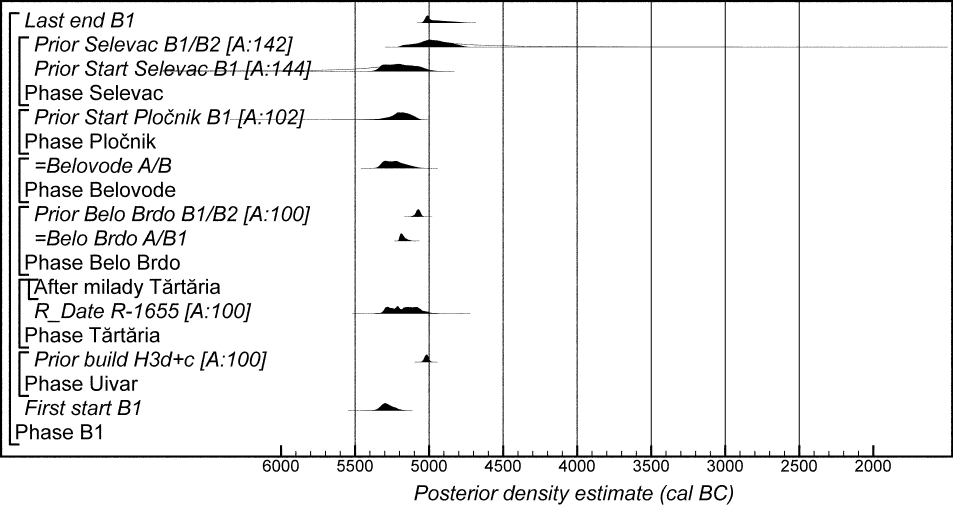 Last end B1
Prior Selevac B1/B2 [A:142]
Prior Start Selevac B1 [A:144]
Phase Selevac
Prior Start Pločnik B1 [A:102]
Phase Pločnik
=Belovode A/B
Phase Belovode
Prior Belo Brdo B1/B2 [A:100]
=Belo Brdo A/B1
Phase Belo Brdo
After milady Tărtăria
R_Date R-1655 [A:100]
Phase Tărtăria
Prior build H3d+c [A:100]
Phase Uivar
First start B1
Phase B1
6000 5500 5000 4500 4000 3500 3000 2500 2000
Posterior density estimate (cal BC)